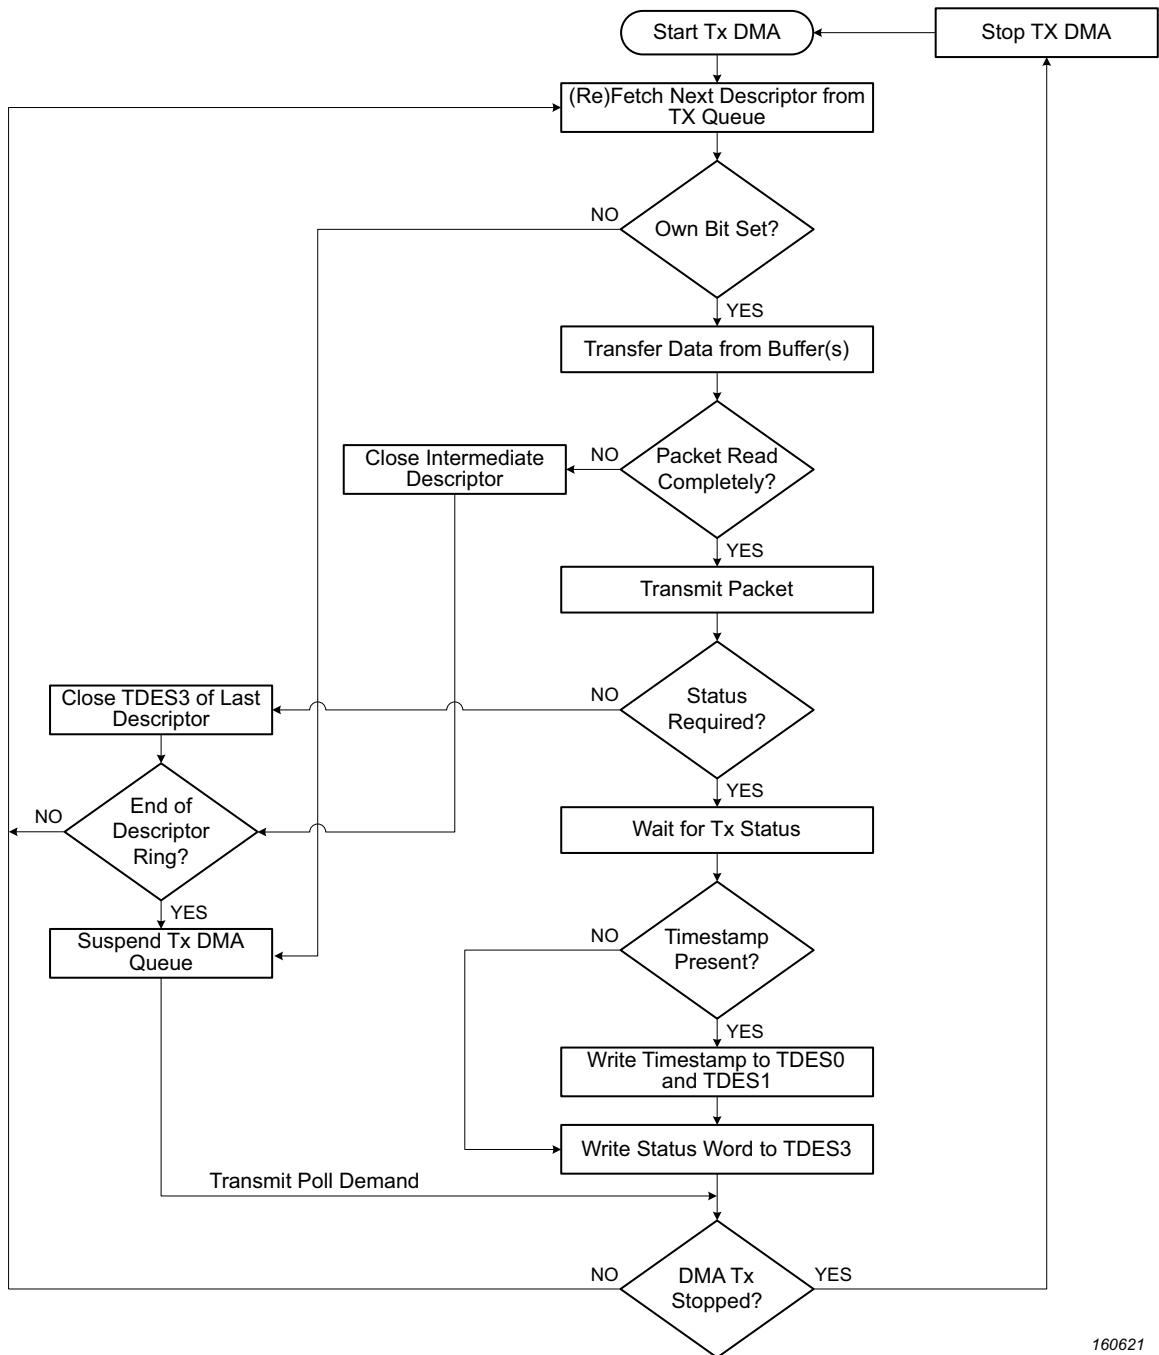 Start Tx DMA
Stop TX DMA
(Re)Fetch Next Descriptor from
TX Queue
NO
Own Bit Set?
YES
Transfer Data from Buffer(s)
Close Intermediate
Descriptor
NO
Packet Read
Completely?
YES
Transmit Packet
Close TDES3 of Last
Descriptor
NO
Status
Required?
YES
NO
End of
Descriptor
Ring?
Wait for Tx Status
YES
Suspend Tx DMA
Queue
NO
Timestamp
Present?
YES
Write Timestamp to TDES0
and TDES1
Write Status Word to TDES3
Transmit Poll Demand
NO
DMA Tx
Stopped?
YES
160621